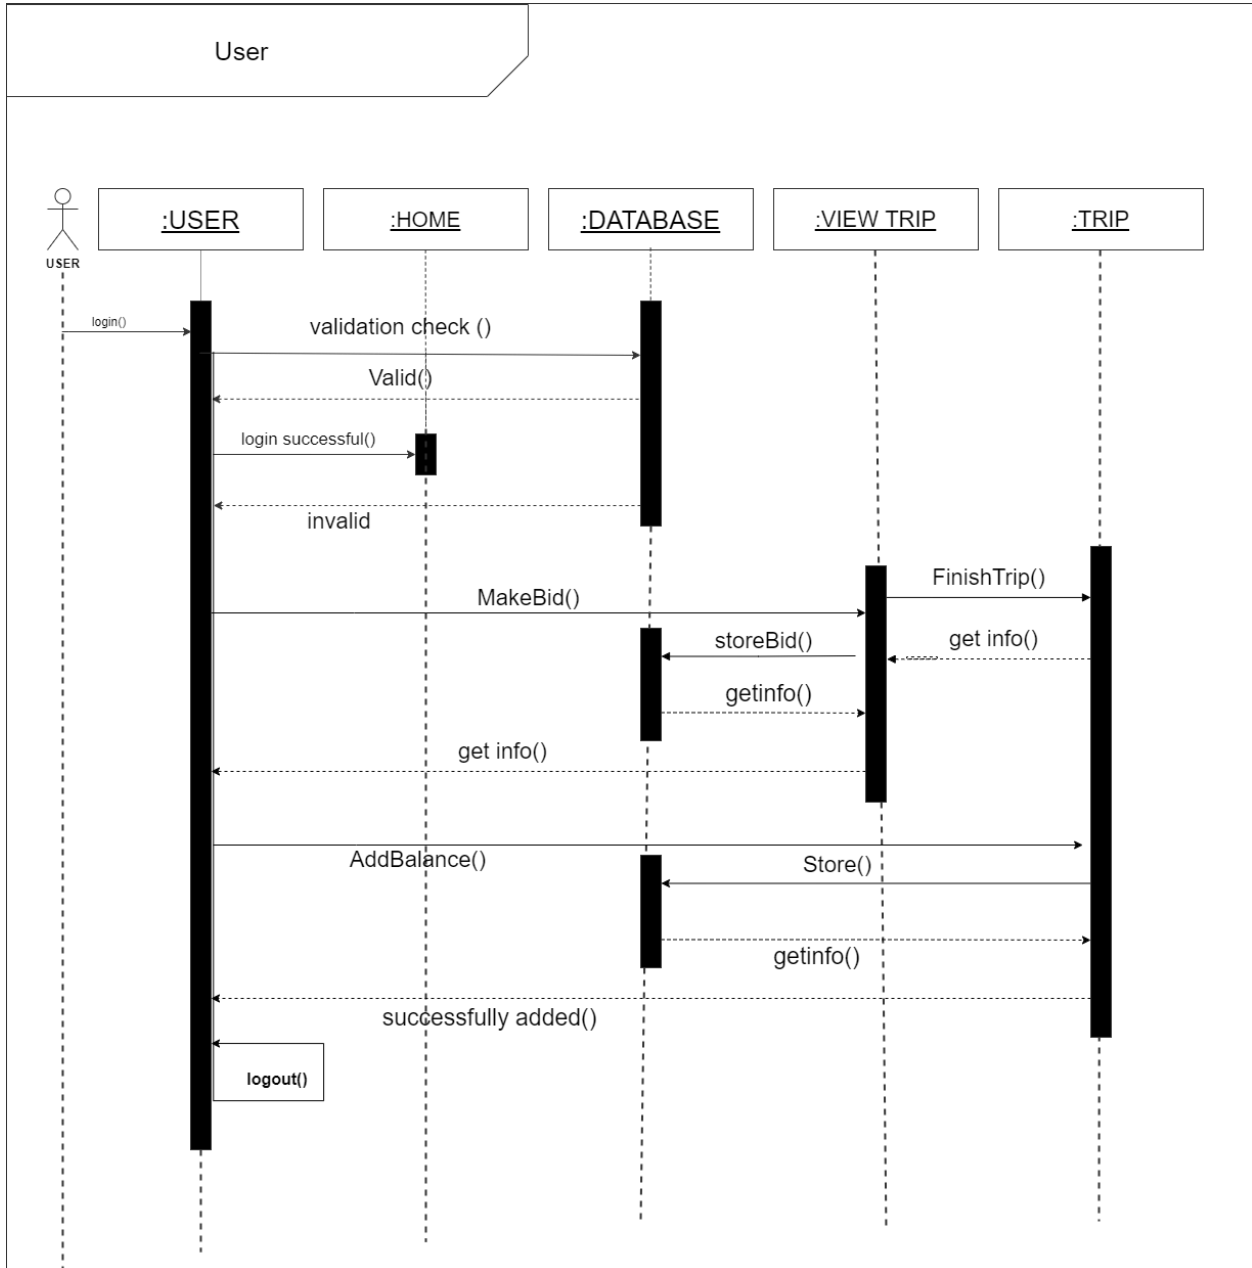 User
:USER
:HOME
:DATABASE
:VIEW TRIP
:TRIP
USER
login()
validation check ()
Valid()
login successful()
invalid
FinishTrip()
MakeBid()
storeBid()
get info()
getinfo()
get info()
AddBalance()
Store()
getinfo()
successfully added()
logout()